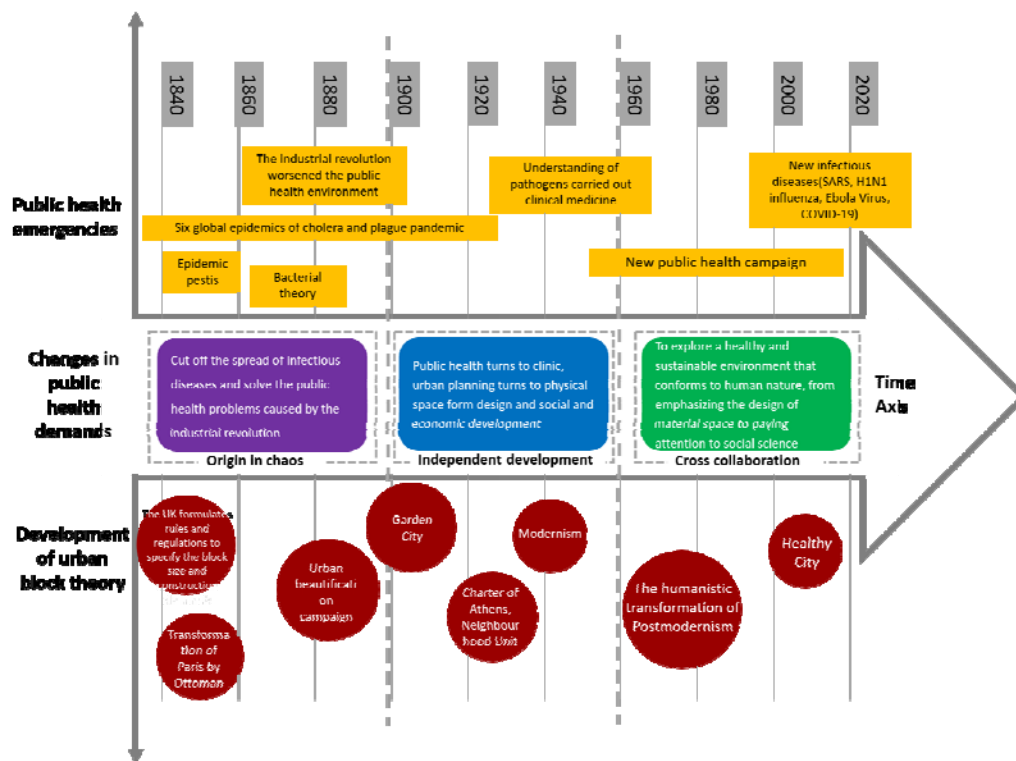 1840
1860
1880
1900
1920
1940
1960
1980
2000
2020
Public health
emergencies
The industrial revolution
worsened the public
health environment
Understanding of
pathogens carried out
clinical medicine
New infectious
diseases(SARS, H1N1
influenza, Ebola Virus,
COVID-19)
Six global epidemics of cholera and plague pandemic
Epidemic
pestis
Bacterial
theory
New public health campaign
Changes in
public
health
demands
Cut off the spread of infectious
diseases and solve the public
health problems caused by the
industrial revolution
Origin in chaos
Public health turns to clinic,
urban planning turns to physical
space form design and social and
economic development
Independent development
To explore a healthy and
sustainable environment that
conforms to human nature, from
emphasizing the design of
material space to paying
attention to social science
Cross collaboration
Time
Axis
Development
of urban
block theory
The UK formulates
rules and
regulations to
specify the block
size and
Transforma
tion of
Paris by
Ottoman
Urban
beautificati
on
campaign
Garden
City
Charter of
Athens,
Neighbour
hood Unit
Modernism
The humanistic
transformation of
Postmodernism
Healthy
City